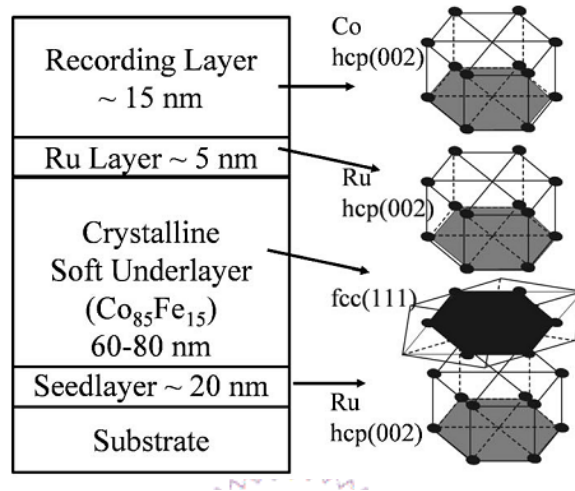 Recording Layer
~ 15 nm
Ru Layer ~ 5 nm
Crystalline
Soft Underlayer
(Co₈₅Fe₁₅)
60-80 nm
Seedlayer ~ 20 nm
Substrate
Co
hcp(002)
Ru
hcp(002)
fcc(111)
Ru
hcp(002)